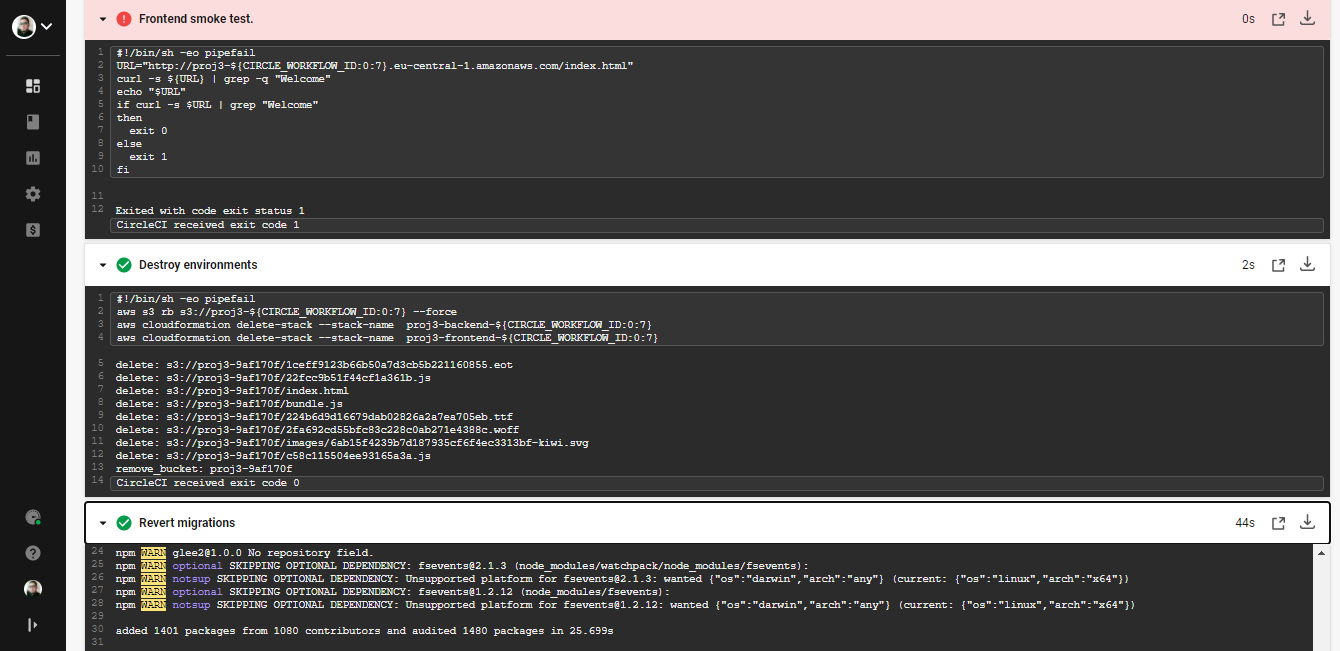 Frontend smoke test.
0s
1 #!/bin/sh -eo pipefail
2 URL="http://proj3-${CIRCLE_WORKFLOW_ID:0:7}.eu-central-1.amazonaws.com/index.html"
3 curl -s ${URL} | grep -q "Welcome"
4 echo "$URL"
5 if curl -s $URL | grep "Welcome"
6 then
7 exit 0
8 else
9 exit 1
10 fi
11
12 Exited with code exit status 1
CircleCI received exit code 1
Destroy environments
2s
1 #!/bin/sh -eo pipefail
2 aws s3 rb s3://proj3-${CIRCLE_WORKFLOW_ID:0:7} --force
3 aws cloudformation delete-stack --stack-name  proj3-backend-${CIRCLE_WORKFLOW_ID:0:7}
4 aws cloudformation delete-stack --stack-name  proj3-frontend-${CIRCLE_WORKFLOW_ID:0:7}
5 delete: s3://proj3-9af170f/1ceff9123b66b50a7d3cb5b221160855.eot
6 delete: s3://proj3-9af170f/22fcc9b51f44cf1a361b.js
7 delete: s3://proj3-9af170f/index.html
8 delete: s3://proj3-9af170f/bundle.js
9 delete: s3://proj3-9af170f/224b6d9d16679dab02826a2a7ea705eb.ttf
10 delete: s3://proj3-9af170f/2fa692cd55bfc83c228c0ab271e4388c.woff
11 delete: s3://proj3-9af170f/images/6ab15f4239b7d187935cf6f4ec3313bf-kiwi.svg
12 delete: s3://proj3-9af170f/c58c115504ee93165a3a.js
13 remove_bucket: proj3-9af170f
14 CircleCI received exit code 0
Revert migrations
44s
24 npm WARN glee2@1.0.0 No repository field.
25 npm WARN optional SKIPPING OPTIONAL DEPENDENCY: fsevents@2.1.3 (node_modules/watchpack/node_modules/fsevents):
26 npm WARN notsup SKIPPING OPTIONAL DEPENDENCY: Unsupported platform for fsevents@2.1.3: wanted {"os":"darwin","arch":"any"} (current: {"os":"linux","arch":"x64"})
27 npm WARN optional SKIPPING OPTIONAL DEPENDENCY: fsevents@1.2.12 (node_modules/fsevents):
28 npm WARN notsup SKIPPING OPTIONAL DEPENDENCY: Unsupported platform for fsevents@1.2.12: wanted {"os":"darwin","arch":"any"} (current: {"os":"linux","arch":"x64"})
29
30 added 1401 packages from 1080 contributors and audited 1480 packages in 25.699s
31